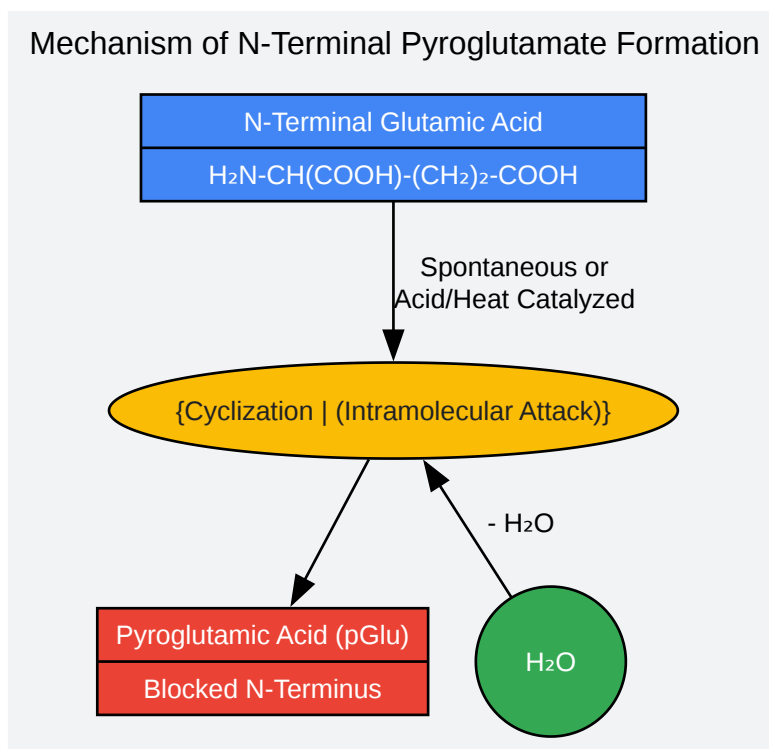 Mechanism of N-Terminal Pyroglutamate Formation
N-Terminal Glutamic Acid
H₂N-CH(COOH)-(CH₂)₂-COOH
Spontaneous or
Acid/Heat Catalyzed
{Cyclization | (Intramolecular Attack)}
- H₂O
Pyroglutamic Acid (pGlu)
Blocked N-Terminus
H₂O